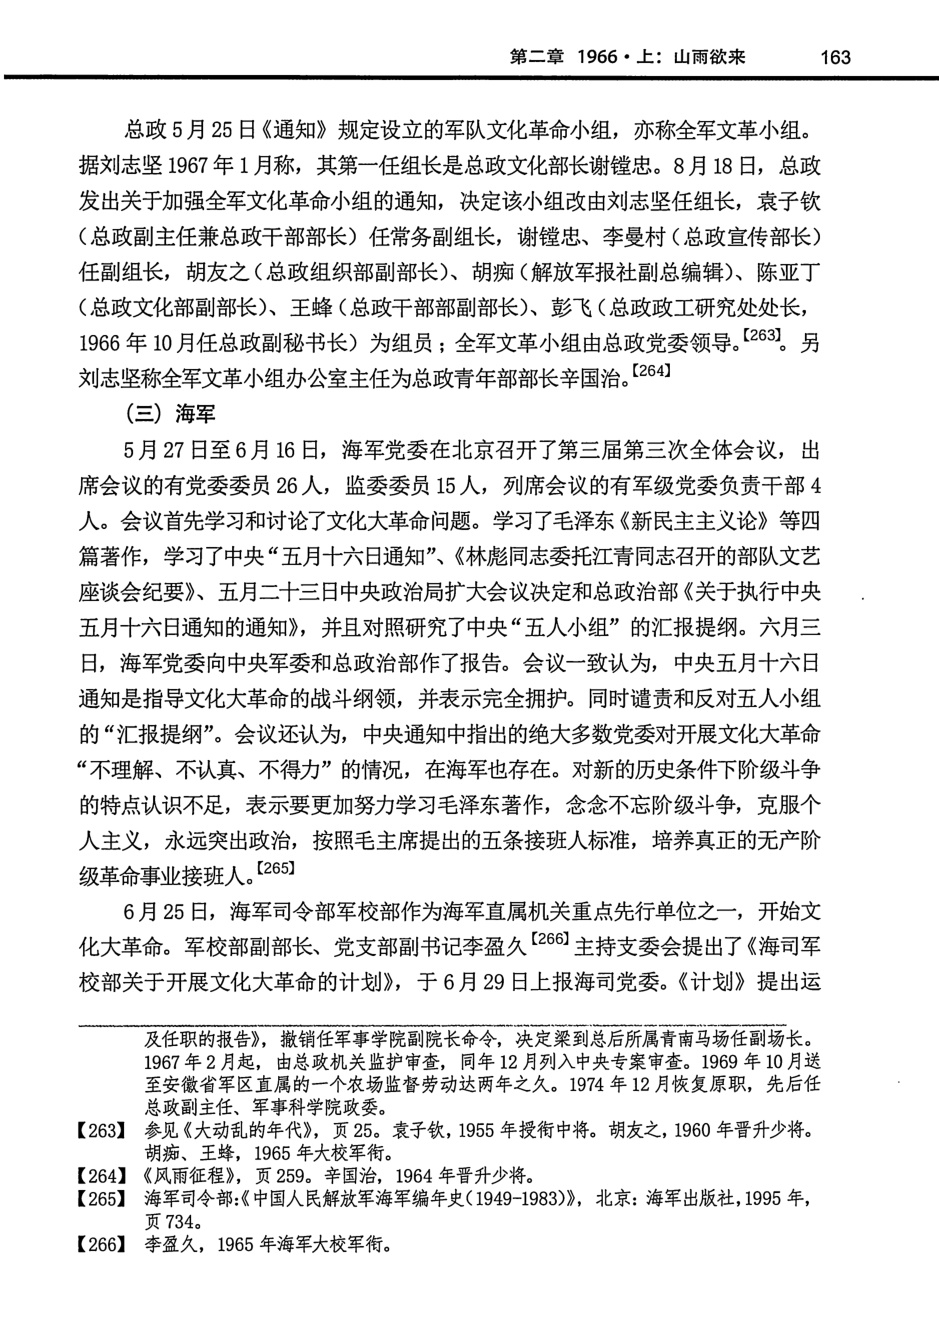 第二章 1966·上：山雨欲来 163
总政5月25日《通知》规定设立的军队文化革命小组，亦称全军文革小组。
据刘志坚1967年1月称，其第一任组长是总政文化部长谢镗忠。8月18日，总政
发出关于加强全军文化革命小组的通知，决定该小组改由刘志坚任组长，袁子钦
（总政副主任兼总政干部部长）任常务副组长，谢镗忠、李曼村（总政宣传部长）
任副组长，胡友之（总政组织部副部长）、胡痴（解放军报社副总编辑）、陈亚丁
（总政文化部副部长）、王蜂（总政干部部副部长）、彭飞（总政政工研究处处长，
1966年10月任总政副秘书长）为组员；全军文革小组由总政党委领导。【263】。另
刘志坚称全军文革小组办公室主任为总政青年部部长辛国治。【264】
（三）海军
5月27日至6月16日，海军党委在北京召开了第三届第三次全体会议，出
席会议的有党委委员26人，监委委员15人，列席会议的有军级党委负责干部4
人。会议首先学习和讨论了文化大革命问题。学习了毛泽东《新民主主义论》等四
篇著作，学习了中央“五月十六日通知”、《林彪同志委托江青同志召开的部队文艺
座谈会纪要》、五月二十三日中央政治局扩大会议决定和总政治部《关于执行中央
五月十六日通知的通知》，并且对照研究了中央“五人小组”的汇报提纲。六月三
日，海军党委向中央军委和总政治部作了报告。会议一致认为，中央五月十六日
通知是指导文化大革命的战斗纲领，并表示完全拥护。同时谴责和反对五人小组
的“汇报提纲”。会议还认为，中央通知中指出的绝大多数党委对开展文化大革命
“不理解、不认真、不得力”的情况，在海军也存在。对新的历史条件下阶级斗争
的特点认识不足，表示要更加努力学习毛泽东著作，念念不忘阶级斗争，克服个
人主义，永远突出政治，按照毛主席提出的五条接班人标准，培养真正的无产阶
级革命事业接班人。【265】
6月25日，海军司令部军校部作为海军直属机关重点先行单位之一，开始文
化大革命。军校部副部长、党支部副书记李盈久【266】主持支委会提出了《海司军
校部关于开展文化大革命的计划》，于6月29日上报海司党委。《计划》提出运
及任职的报告》，撤销任军事学院副院长命令，决定梁到总后所属青南马场任副场长。
1967年2月起，由总政机关监护审查，同年12月列入中央专案审查。1969年10月送
至安徽省军区直属的一个农场监督劳动达两年之久。1974年12月恢复原职，先后任
总政副主任、军事科学院政委。
【263】 参见《大动乱的年代》，页25。袁子钦，1955年授衔中将。胡友之，1960年晋升少将。
胡痴、王蜂，1965年大校军衔。
【264】 《风雨征程》，页259。辛国治，1964年晋升少将。
【265】 海军司令部：《中国人民解放军海军编年史（1949-1983）》，北京：海军出版社，1995年，
页734。
【266】 李盈久，1965年海军大校军衔。